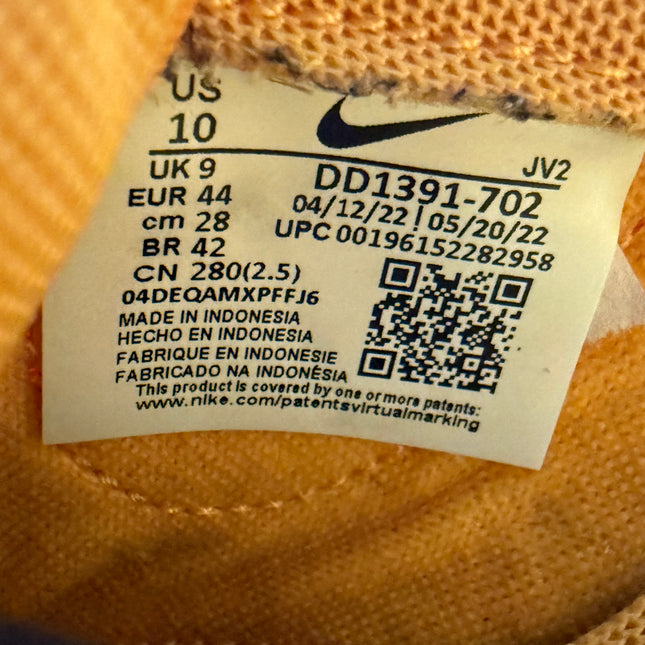 US
10
JV2
UK 9
DD1391-702
EUR 44
04/12/22 | 05/20/22
cm 28
UPC 00196152282958
BR 42
CN 280(2.5)
04DEQAMXPFFJ6
MADE IN INDONESIA
HECHO EN INDONESIA
FABRIQUE EN INDONESIE
FABRICADO NA INDONÉSIA
This product is covered by one or more patents:
www.nike.com/patentsvirtualmarking